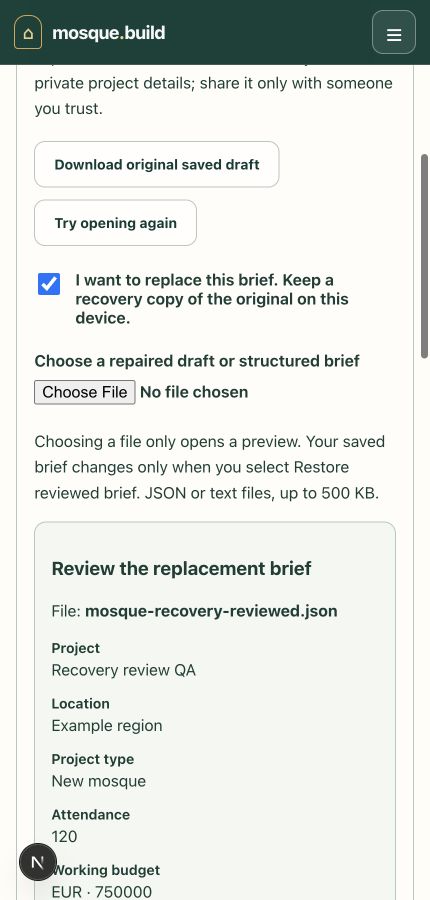 mosque.build
private project details; share it only with someone
you trust.
Download original saved draft
Try opening again
I want to replace this brief. Keep a
recovery copy of the original on this
device.
Choose a repaired draft or structured brief
Choose File No file chosen
Choosing a file only opens a preview. Your saved
brief changes only when you select Restore
reviewed brief. JSON or text files, up to 500 KB.
Review the replacement brief
File: mosque-recovery-reviewed.json
Project
Recovery review QA
Location
Example region
Project type
New mosque
Attendance
120
N
Working budget
EUR · 750000